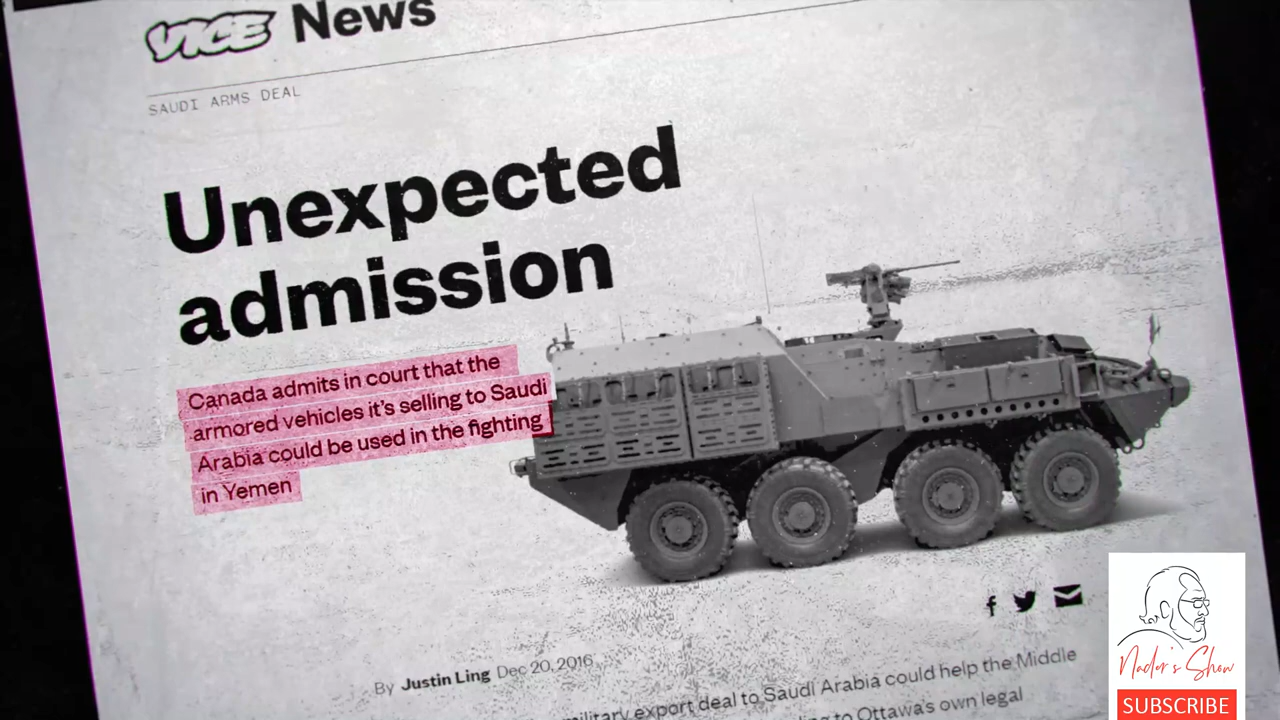 VICE News
SAUDI ARMS DEAL
Unexpected
admission
Canada admits in court that the
armored vehicles it's selling to Saudi
Arabia could be used in the fighting
in Yemen
By Justin Ling Dec 20.2016
military export deal to Saudi Arabia could help the Middle
to Ottawa's own legal
Nader's Show
SUBSCRIBE